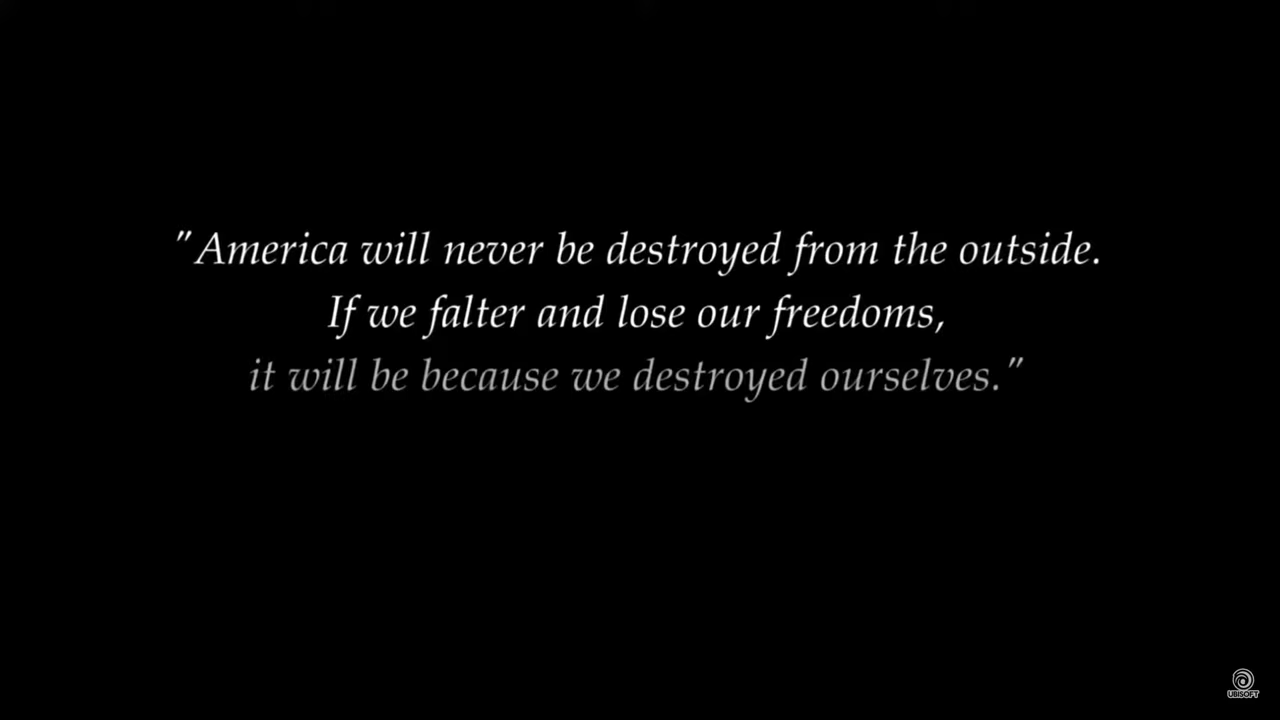 "America will never be destroyed from the outside.
If we falter and lose our freedoms,
it will be because we destroyed ourselves."
UBISOFT